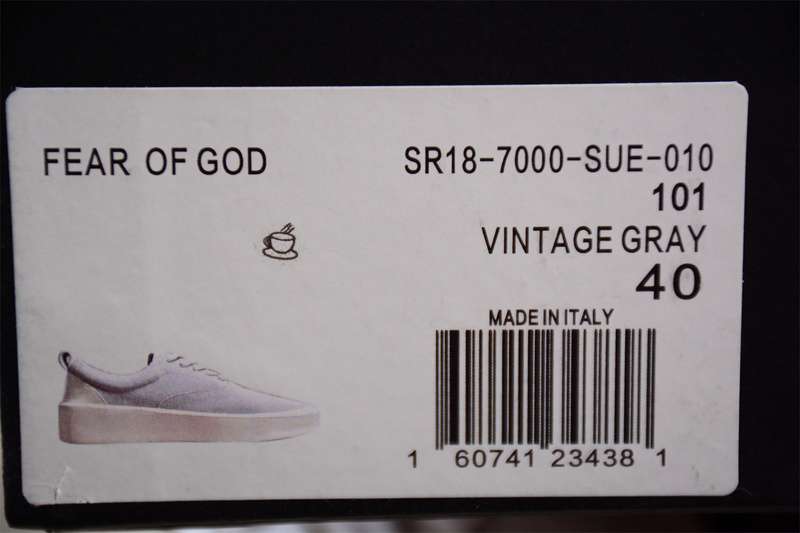 FEAR OF GOD
SR18-7000-SUE-010
101
VINTAGE GRAY
40
MADE IN ITALY
1 60741 23438 1